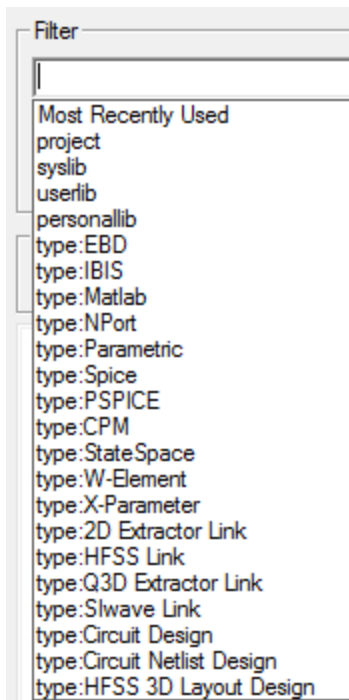 Filter
Most Recently Used
project
syslib
userlib
personallib
type:EBD
type:IBIS
type:Matlab
type:NPort
type:Parametric
type:Spice
type:PSPICE
type:CPM
type:StateSpace
type:W-Element
type:X-Parameter
type:2D Extractor Link
type:HFSS Link
type:Q3D Extractor Link
type:SIwave Link
type:Circuit Design
type:Circuit Netlist Design
type:HFSS 3D Layout Design